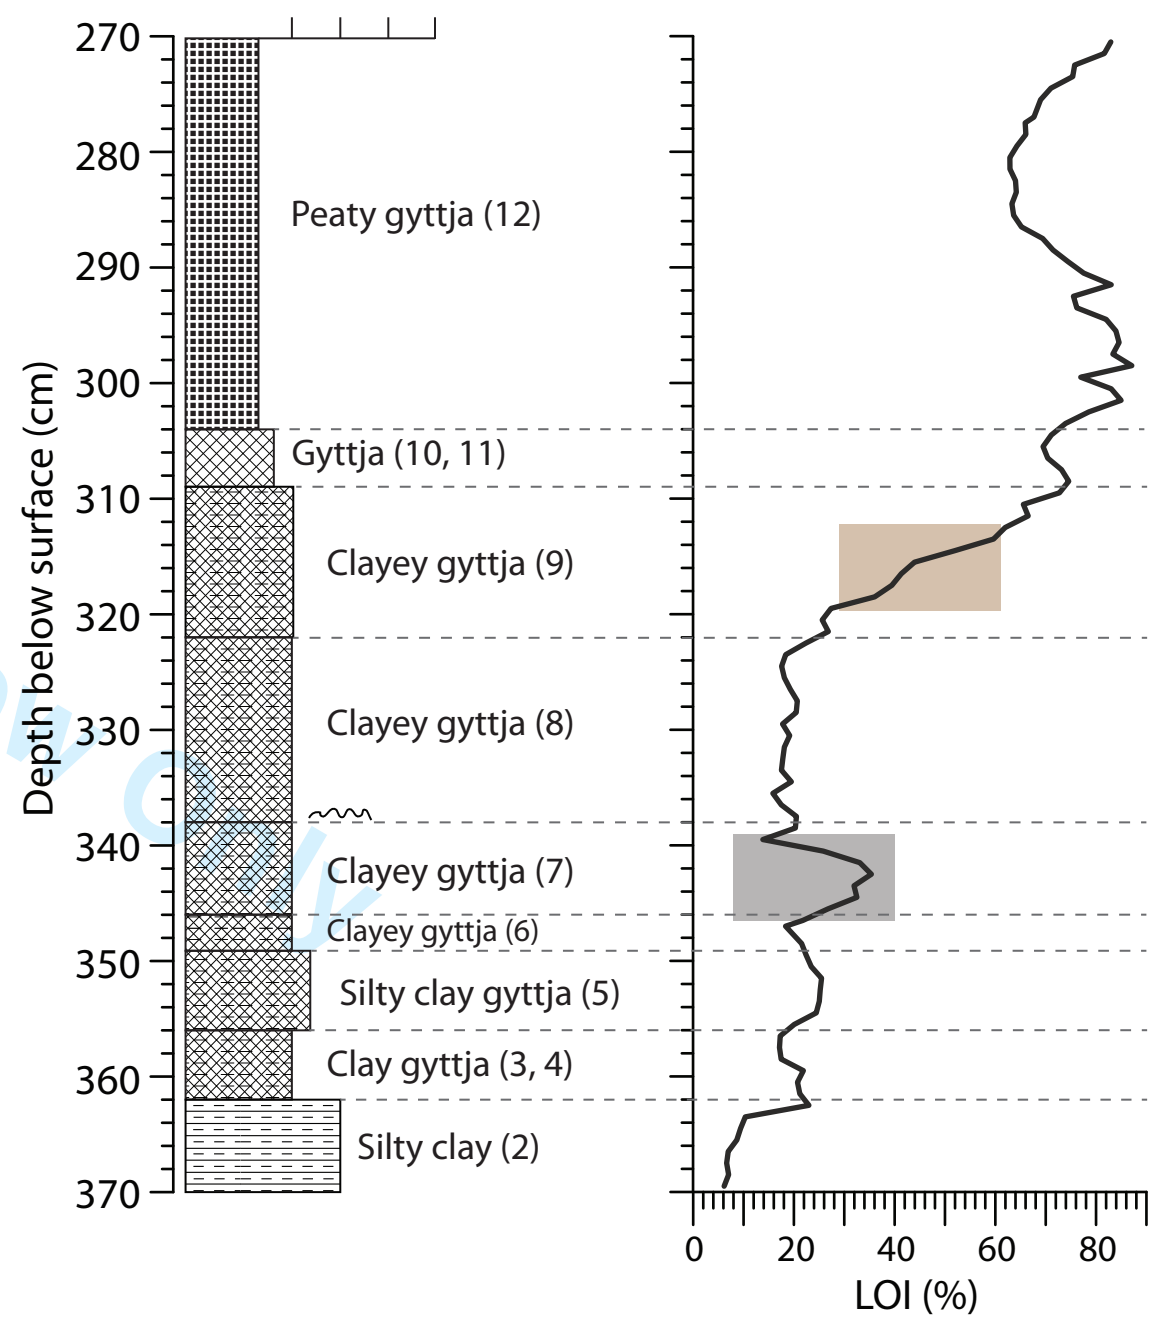 270
280
290
300
310
320
330
340
350
360
370
Depth below surface (cm)
Peaty gyttja (12)
Gyttja (10, 11)
Clayey gyttja (9)
Clayey gyttja (8)
Clayey gyttja (7)
Clayey gyttja (6)
Silty clay gyttja (5)
Clay gyttja (3, 4)
Silty clay (2)
0 20 40 60 80
LOI (%)
Only